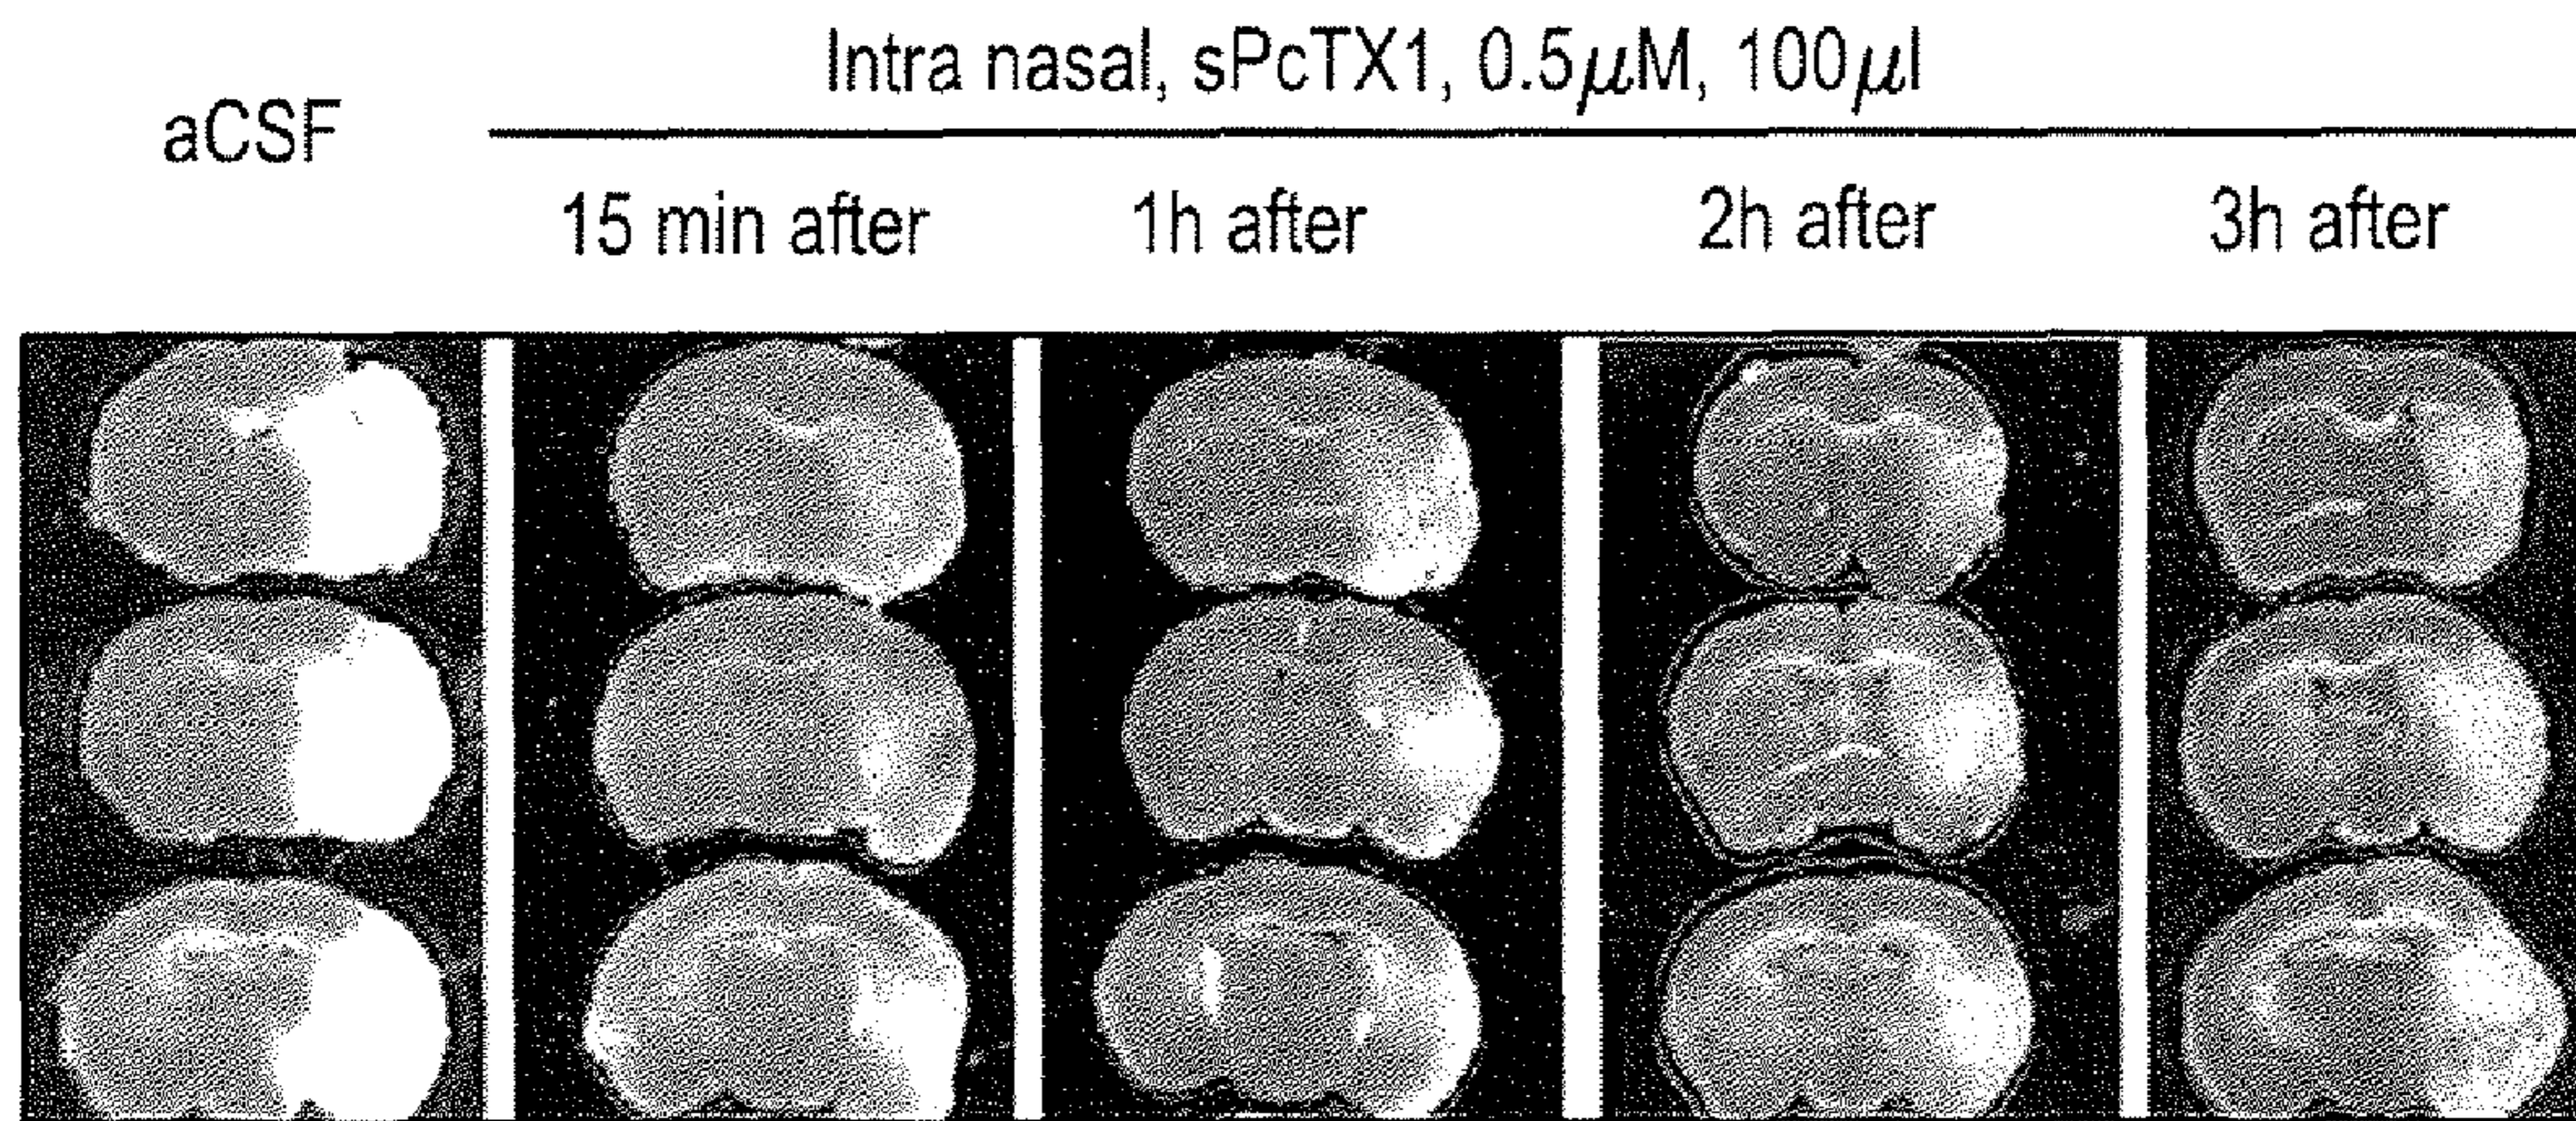 Intra nasal, sPcTX1, 0.5μM, 100μl
aCSF
15 min after
1h after
2h after
3h after